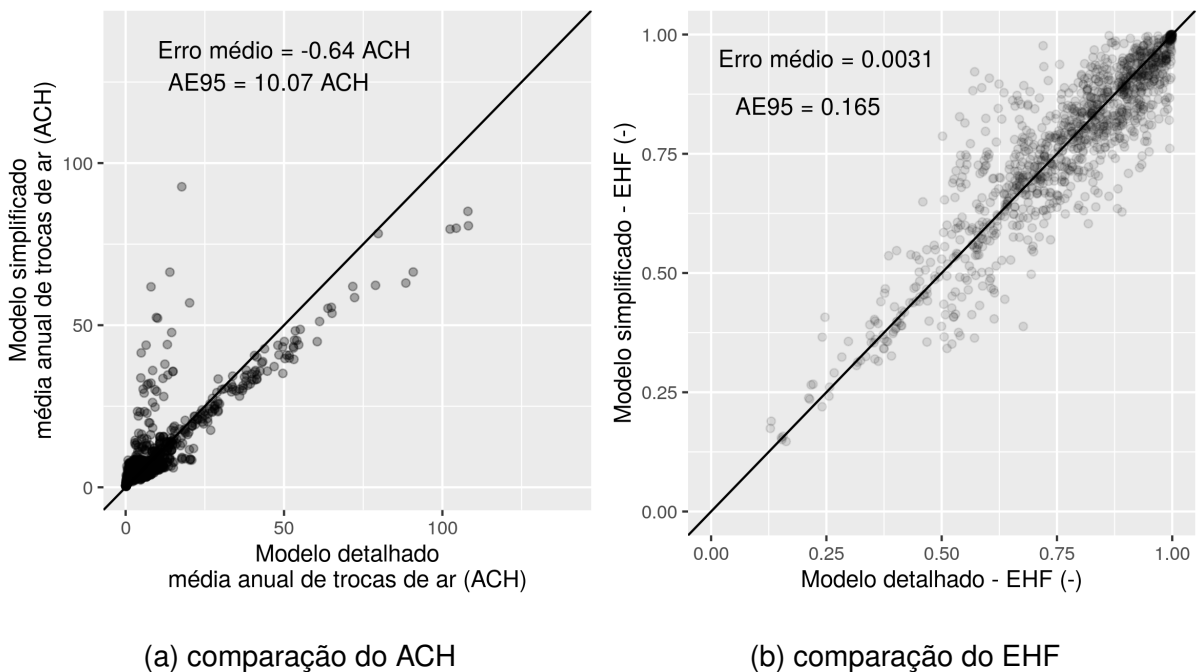 Erro médio = -0.64 ACH
AE95 = 10.07 ACH
Modelo simplificado
média anual de trocas de ar (ACH)
100
50
0
0
50
100
Modelo detalhado
média anual de trocas de ar (ACH)
(a) comparação do ACH
Erro médio = 0.0031
AE95 = 0.165
Modelo simplificado - EHF (-)
1.00
0.75
0.50
0.25
0.00
0.00
0.25
0.50
0.75
1.00
Modelo detalhado - EHF (-)
(b) comparação do EHF